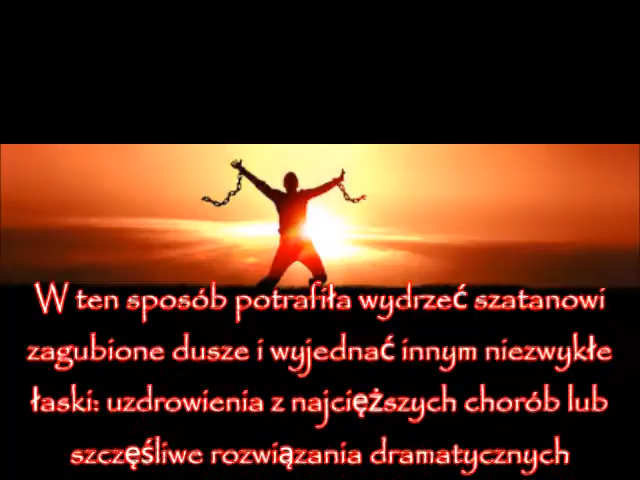 W ten sposób potrafiła wydrzeć szatanowi
zagubione dusze i wyjednać innym niezwykłe
łaski: uzdrowienia z najcięższych chorób lub
szczęśliwe rozwiązania dramatycznych